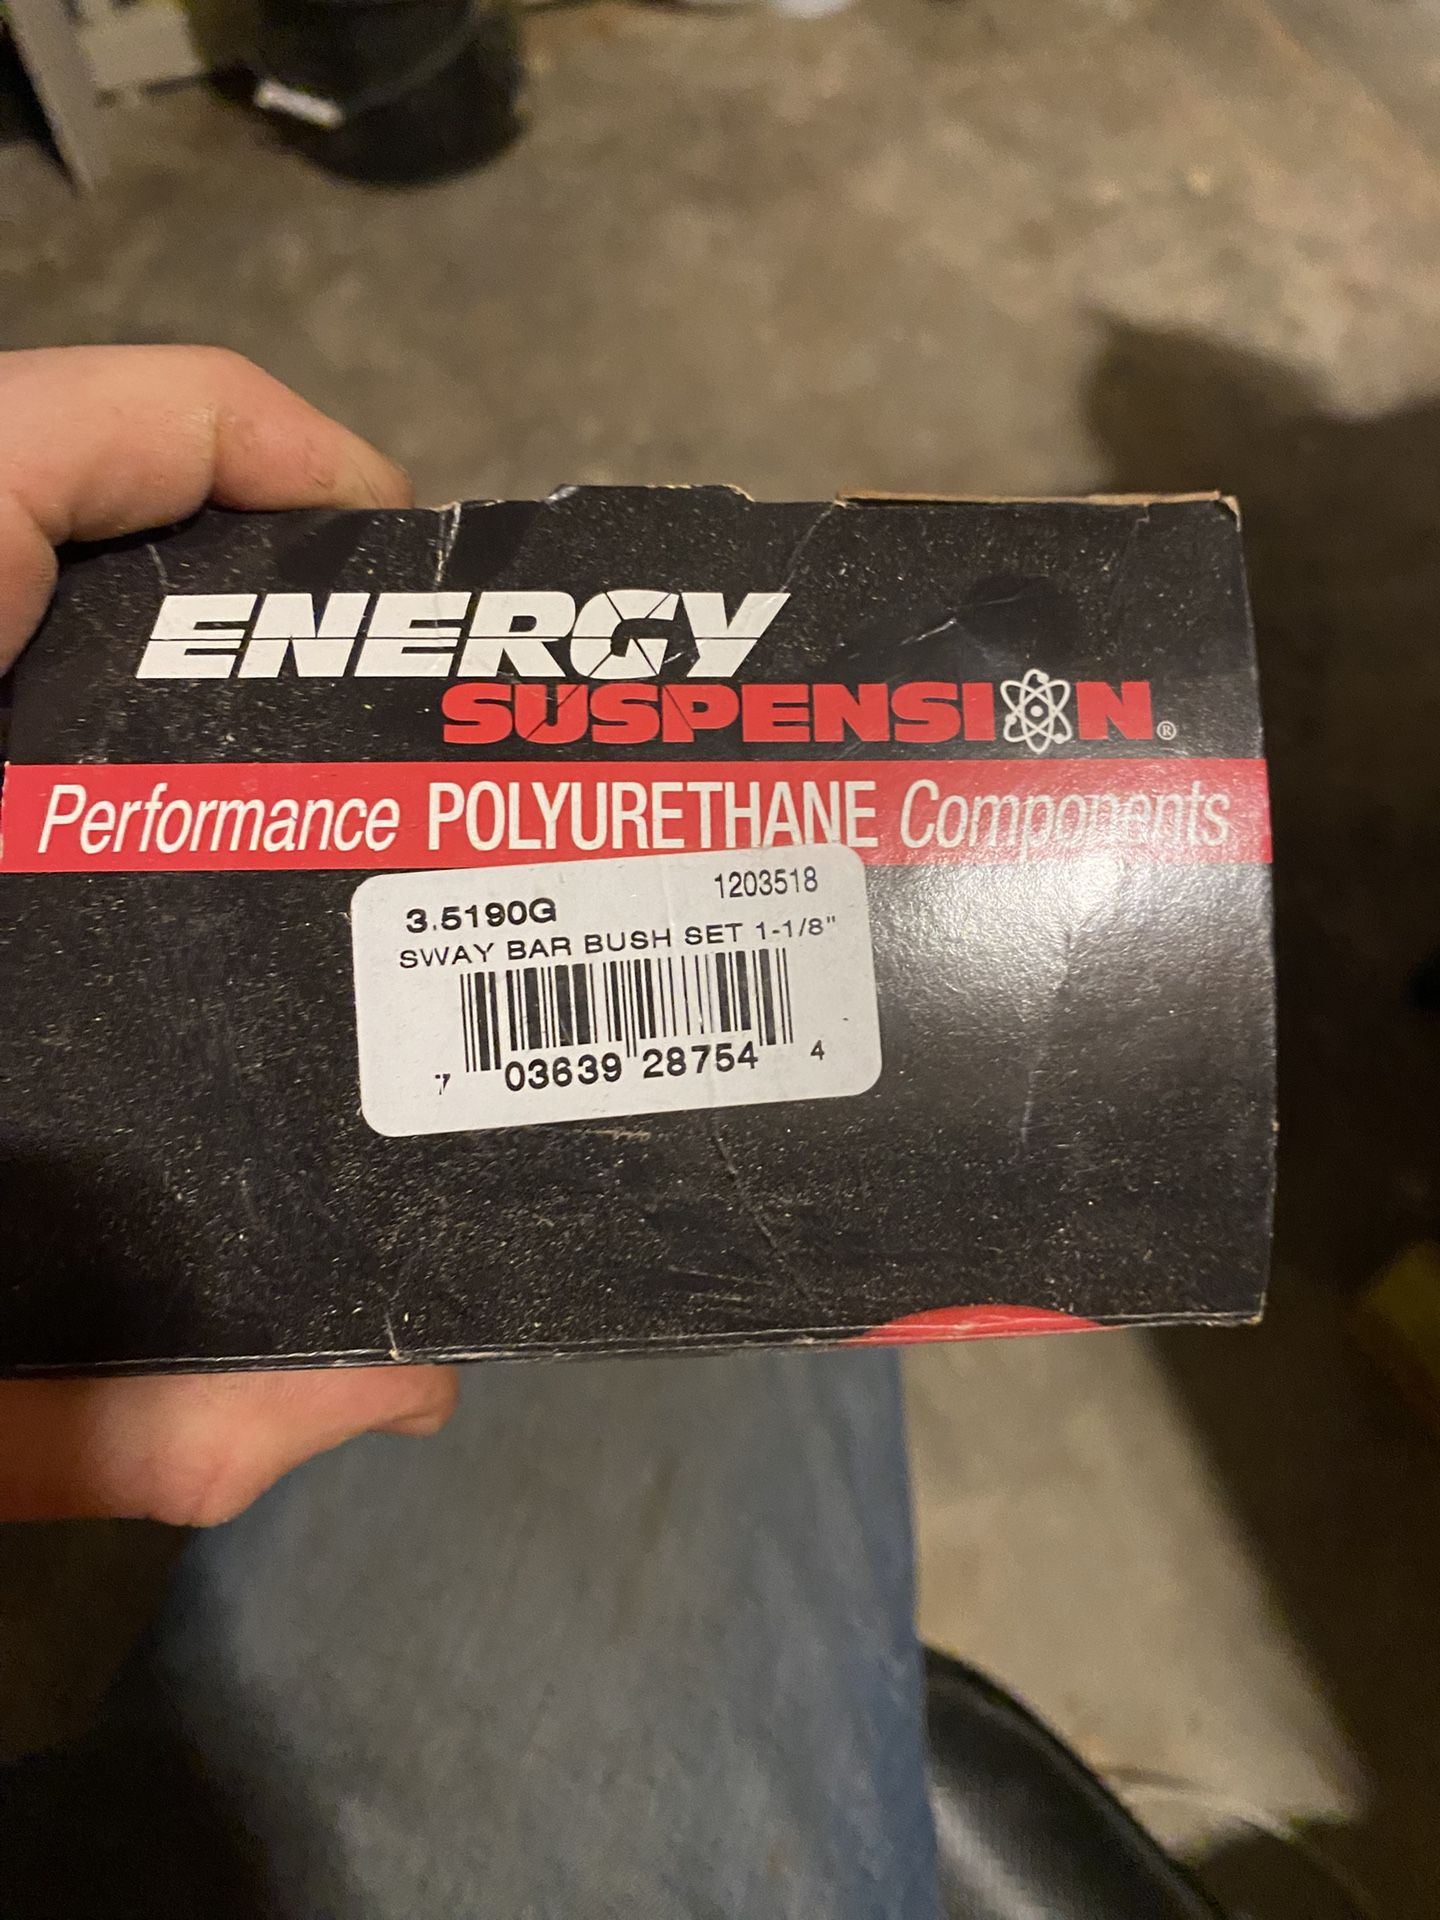 ENERGY
SUSPENSION®
Performance POLYURETHANE Components
3.5190G 1203518
SWAY BAR BUSH SET 1-1/8"
7 03639 28754 4